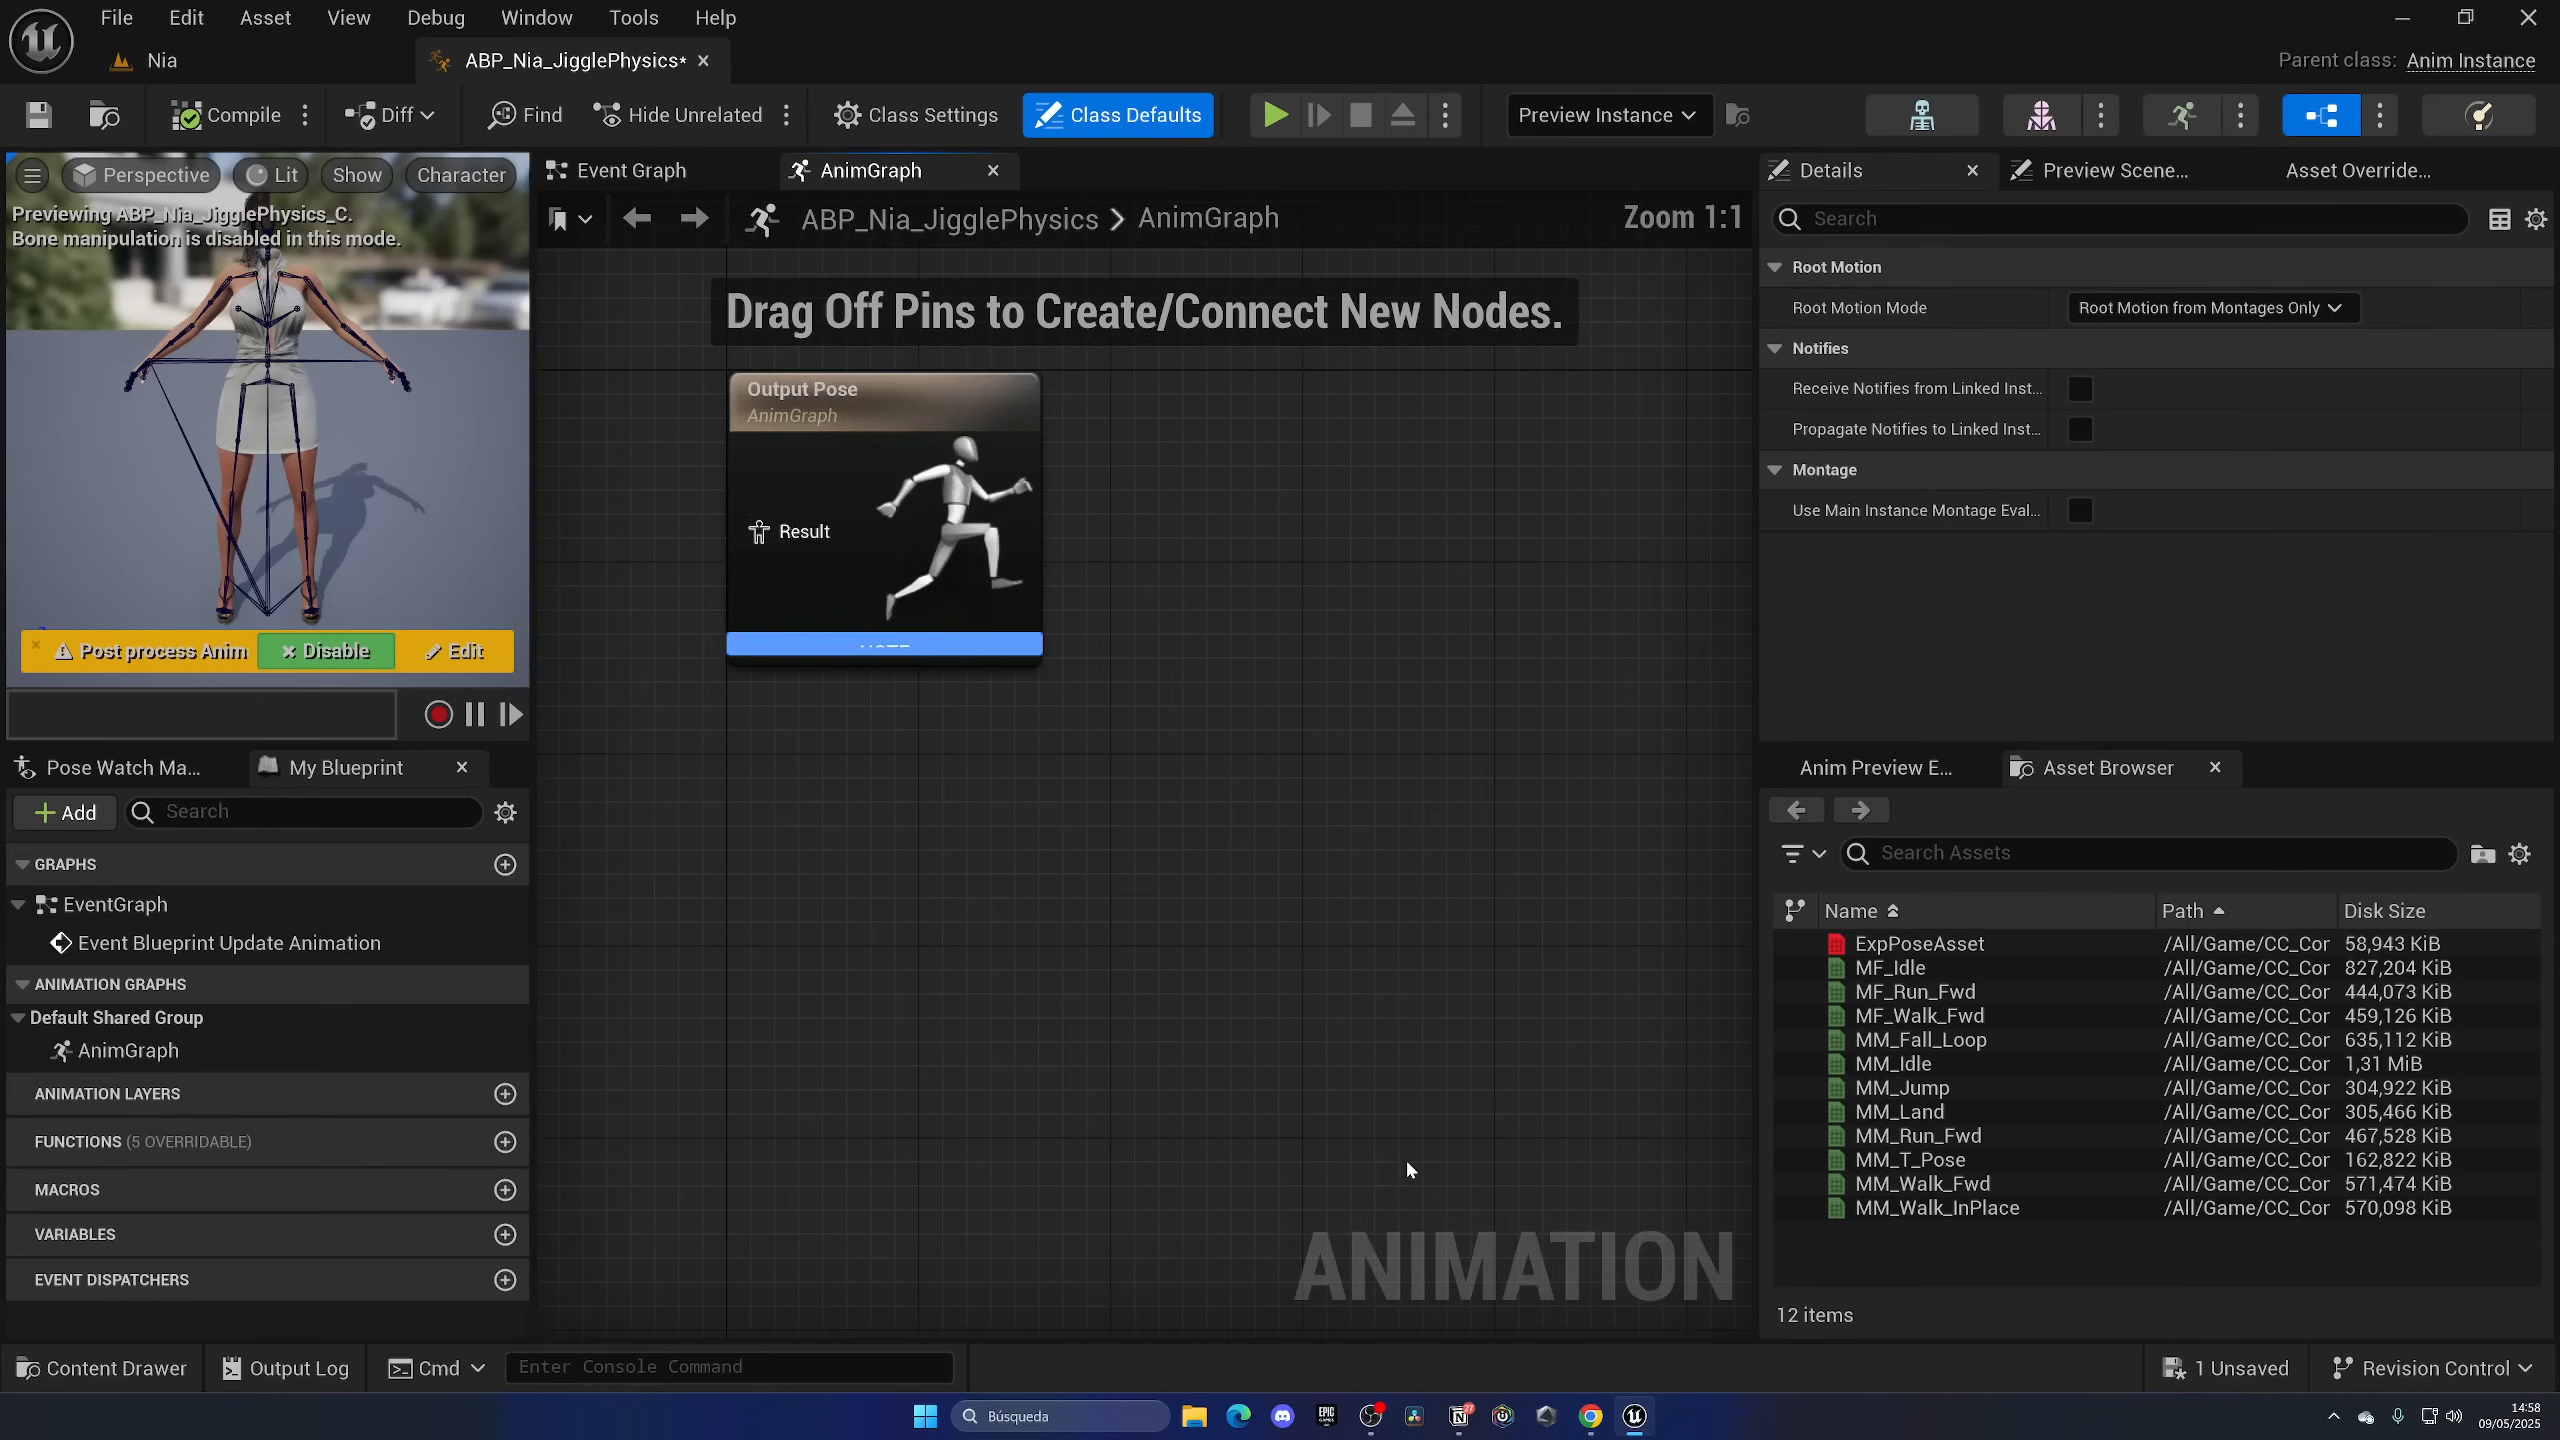 File Edit Asset View Debug Window Tools Help
Nia
ABP_Nia_JigglePhysics*
Parent class: Anim Instance
Compile
Diff
Find
Hide Unrelated
Class Settings
Class Defaults
Preview Instance
Perspective
Lit
Show
Character
Previewing ABP_Nia_JigglePhysics_C.
Bone manipulation is disabled in this mode.
Post process Anim
Disable
Edit
Event Graph
AnimGraph
ABP_Nia_JigglePhysics
AnimGraph
Zoom 1:1
Drag Off Pins to Create/Connect New Nodes.
Output Pose
AnimGraph
Result
ANIMATION
Details
Preview Scene...
Asset Override...
Search
Root Motion
Root Motion Mode
Root Motion from Montages Only
Notifies
Receive Notifies from Linked Inst...
Propagate Notifies to Linked Inst...
Montage
Use Main Instance Montage Eval...
Pose Watch Ma...
My Blueprint
Add
Search
GRAPHS
EventGraph
Event Blueprint Update Animation
ANIMATION GRAPHS
Default Shared Group
AnimGraph
ANIMATION LAYERS
FUNCTIONS (5 OVERRIDABLE)
MACROS
VARIABLES
EVENT DISPATCHERS
Anim Preview E...
Asset Browser
Search Assets
Name Path Disk Size
ExpPoseAsset /All/Game/CC_Cor 58,943 KiB
MF_Idle /All/Game/CC_Cor 827,204 KiB
MF_Run_Fwd /All/Game/CC_Cor 444,073 KiB
MF_Walk_Fwd /All/Game/CC_Cor 459,126 KiB
MM_Fall_Loop /All/Game/CC_Cor 635,112 KiB
MM_Idle /All/Game/CC_Cor 1,31 MiB
MM_Jump /All/Game/CC_Cor 304,922 KiB
MM_Land /All/Game/CC_Cor 305,466 KiB
MM_Run_Fwd /All/Game/CC_Cor 467,528 KiB
MM_T_Pose /All/Game/CC_Cor 162,822 KiB
MM_Walk_Fwd /All/Game/CC_Cor 571,474 KiB
MM_Walk_InPlace /All/Game/CC_Cor 570,098 KiB
12 items
Content Drawer
Output Log
Cmd
Enter Console Command
1 Unsaved
Revision Control
Búsqueda
EPIC GAMES
27
14:58
09/05/2025